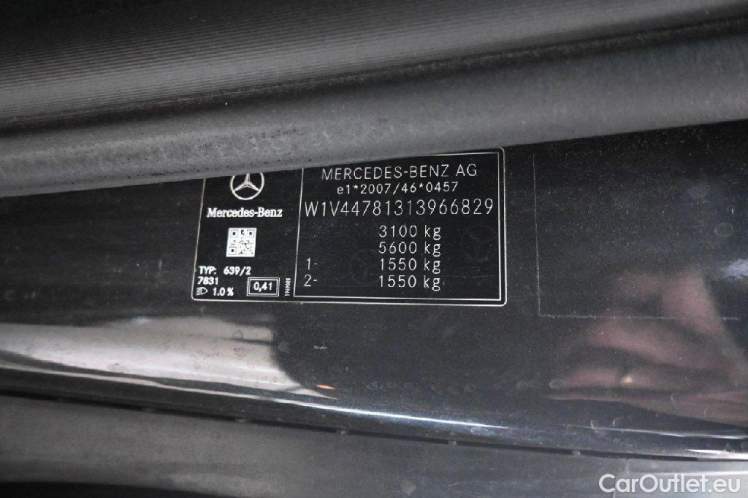 MERCEDES-BENZ AG
e1*2007/46*0457
Mercedes-Benz
W1V44781313966829
3100 kg
5600 kg
1- 1550 kg
2- 1550 kg
TYP: 639/2
7831
1.0 % 0,41
CarOutlet.eu